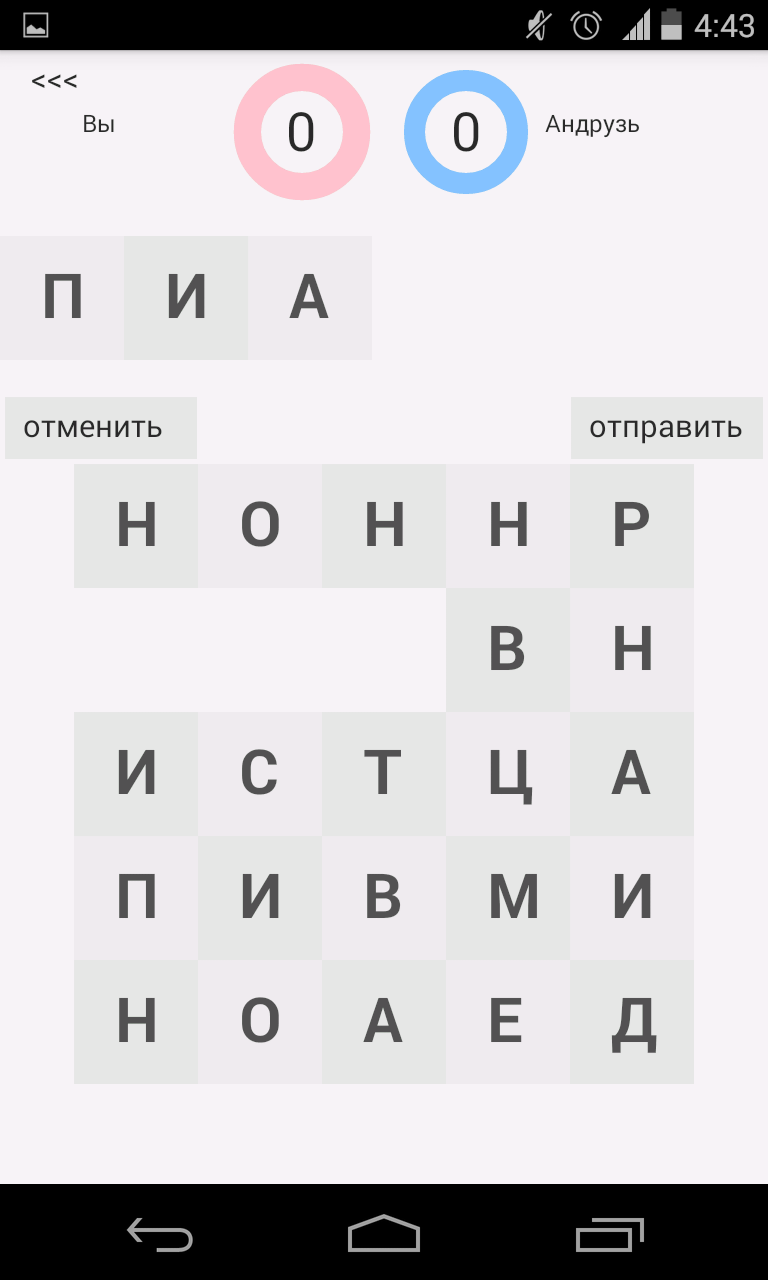 4:43
<<<
Вы 0 0 Андрузь
П И А
отменить отправить
Н О Н Н Р
В Н
И С Т Ц А
П И В М И
Н О А Е Д